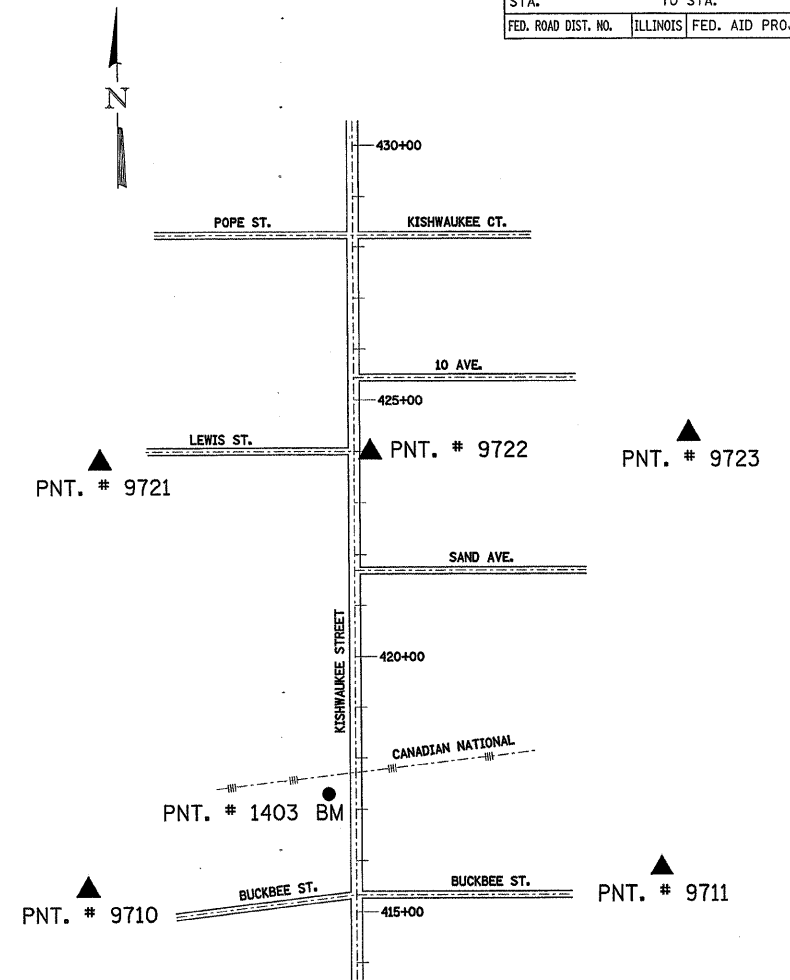 STA. TO STA.
FED. ROAD DIST. NO. ILLINOIS FED. AID PROJ
N
430+00
POPE ST. KISHWAUKEE CT.
10 AVE.
425+00
LEWIS ST.
PNT. # 9722
PNT. # 9721
PNT. # 9723
SAND AVE.
KISHWAUKEE STREET
420+00
CANADIAN NATIONAL
PNT. # 1403 BM
BUCKBEE ST. BUCKBEE ST.
PNT. # 9710
PNT. # 9711
415+00